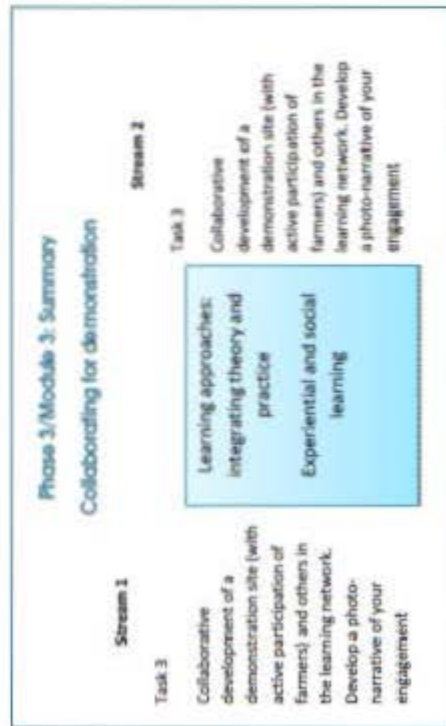 Phase 3/Module 3: Summary
Collaborating for demonstration
Stream 1
Task 3
Collaborative
development of a
demonstration site (with
active participation of
farmers) and others in
the learning network.
Develop a photo-
narrative of your
engagement
Learning approaches:
integrating theory and
practice
Experiential and social
learning
Stream 2
Task 3
Collaborative
development of a
demonstration site (with
active participation of
farmers) and others in the
learning network. Develop
a photo-narrative of your
engagement